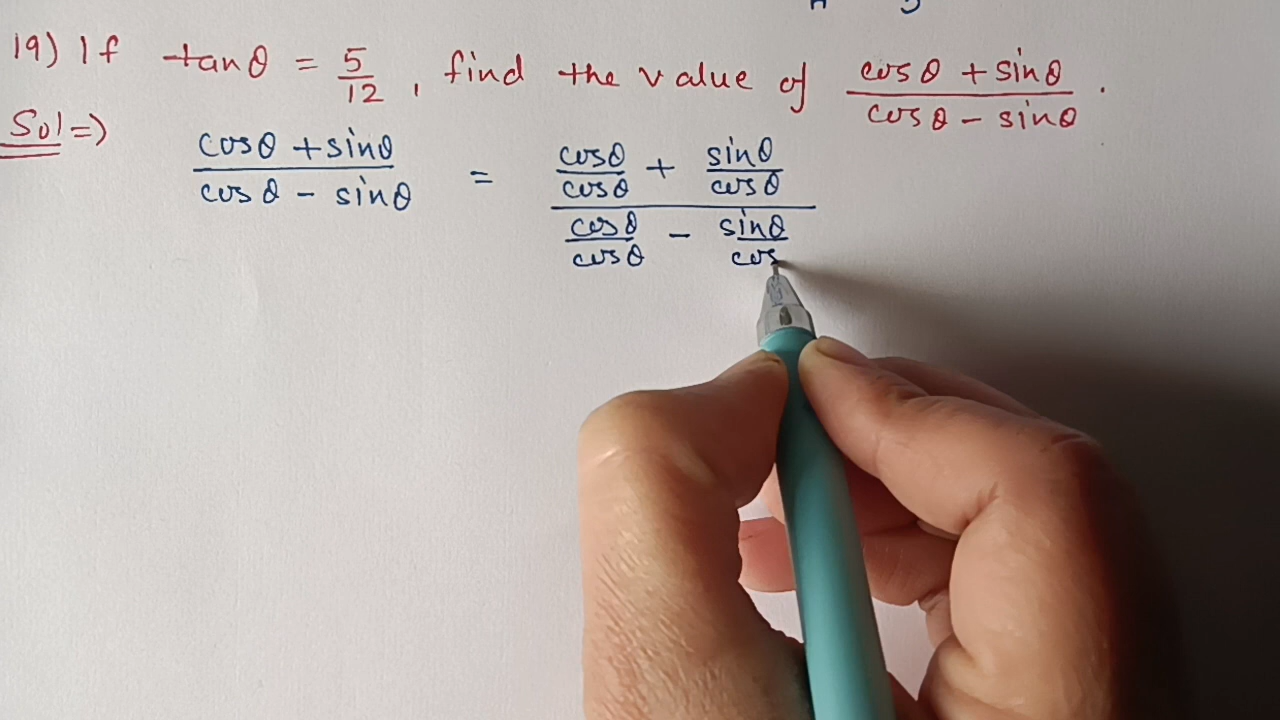 19) If tanθ = 5/12, find the value of (cosθ + sinθ)/(cosθ - sinθ).
Sol=) (cosθ + sinθ)/(cosθ - sinθ) = (cosθ/cosθ + sinθ/cosθ)/(cosθ/cosθ - sinθ/cos